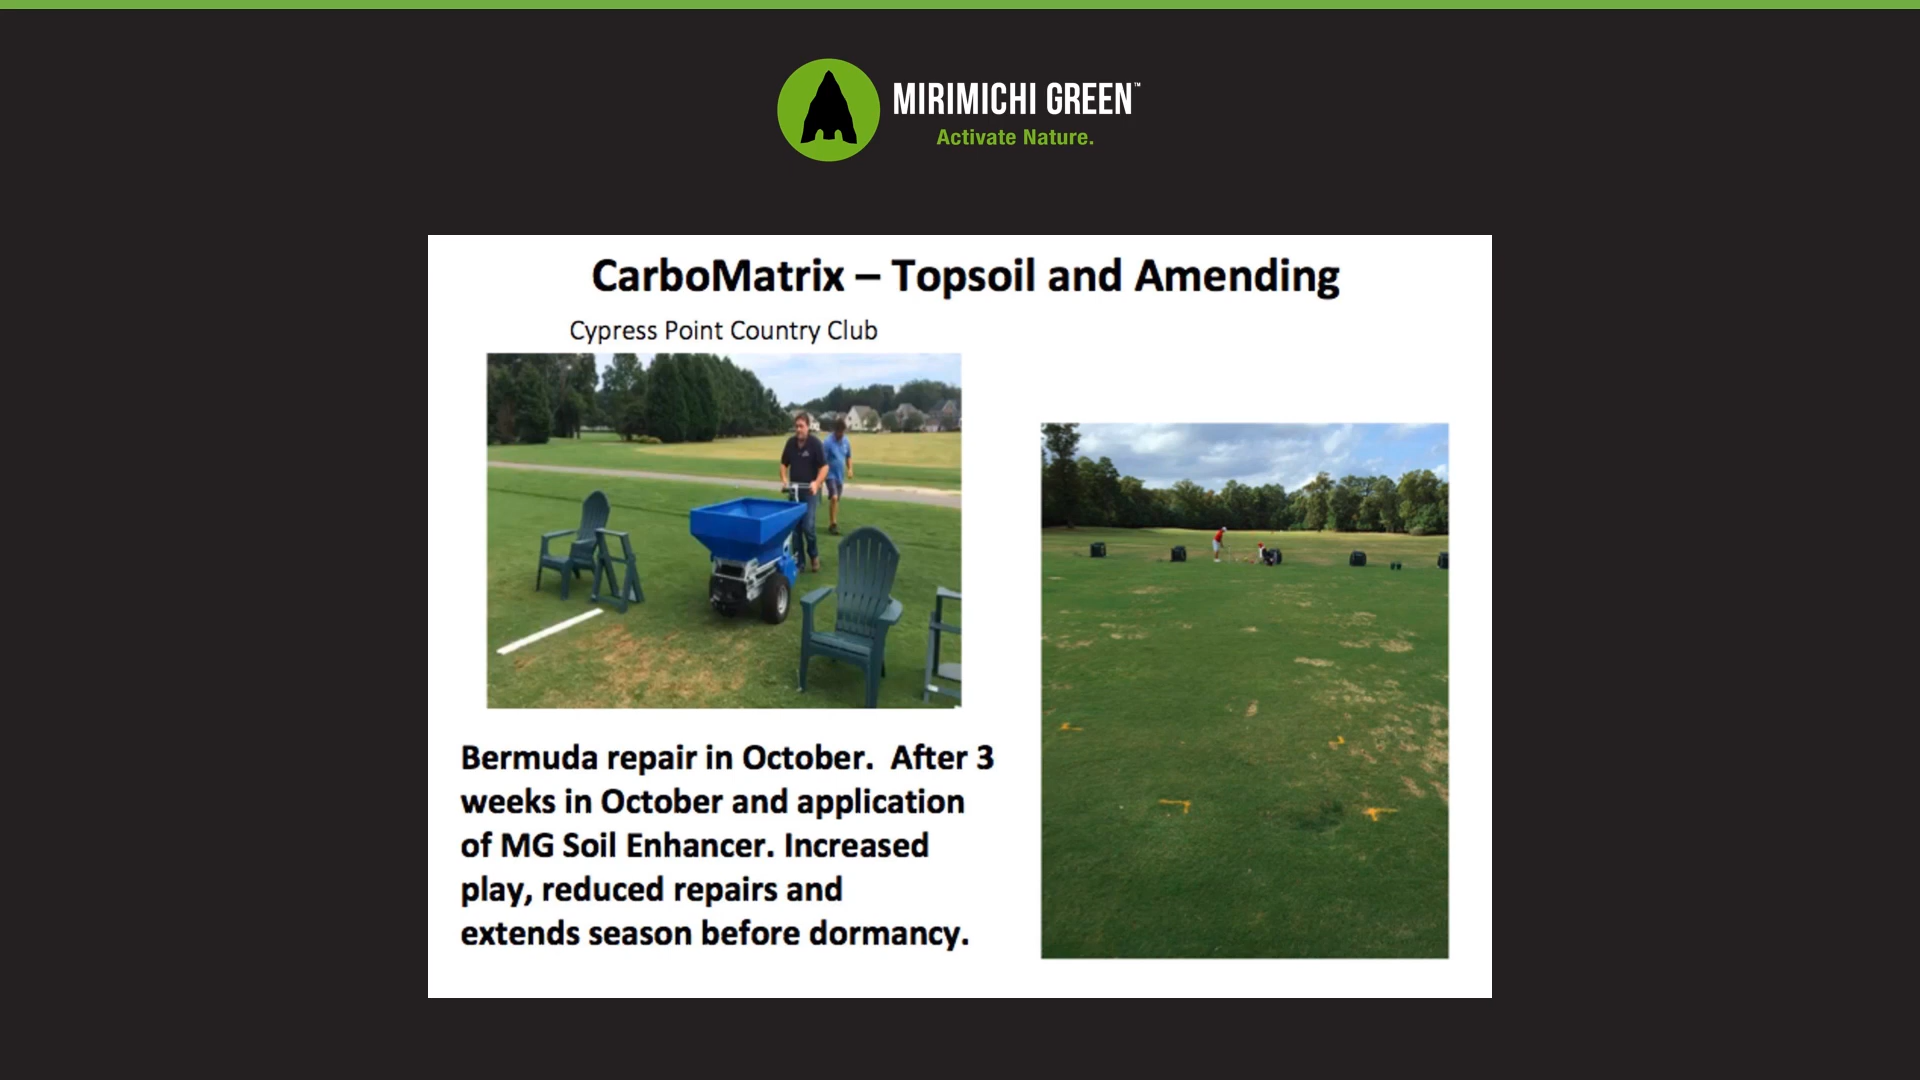 MIRIMICHI GREEN™
Activate Nature.
CarboMatrix – Topsoil and Amending
Cypress Point Country Club
Bermuda repair in October.  After 3
weeks in October and application
of MG Soil Enhancer. Increased
play, reduced repairs and
extends season before dormancy.